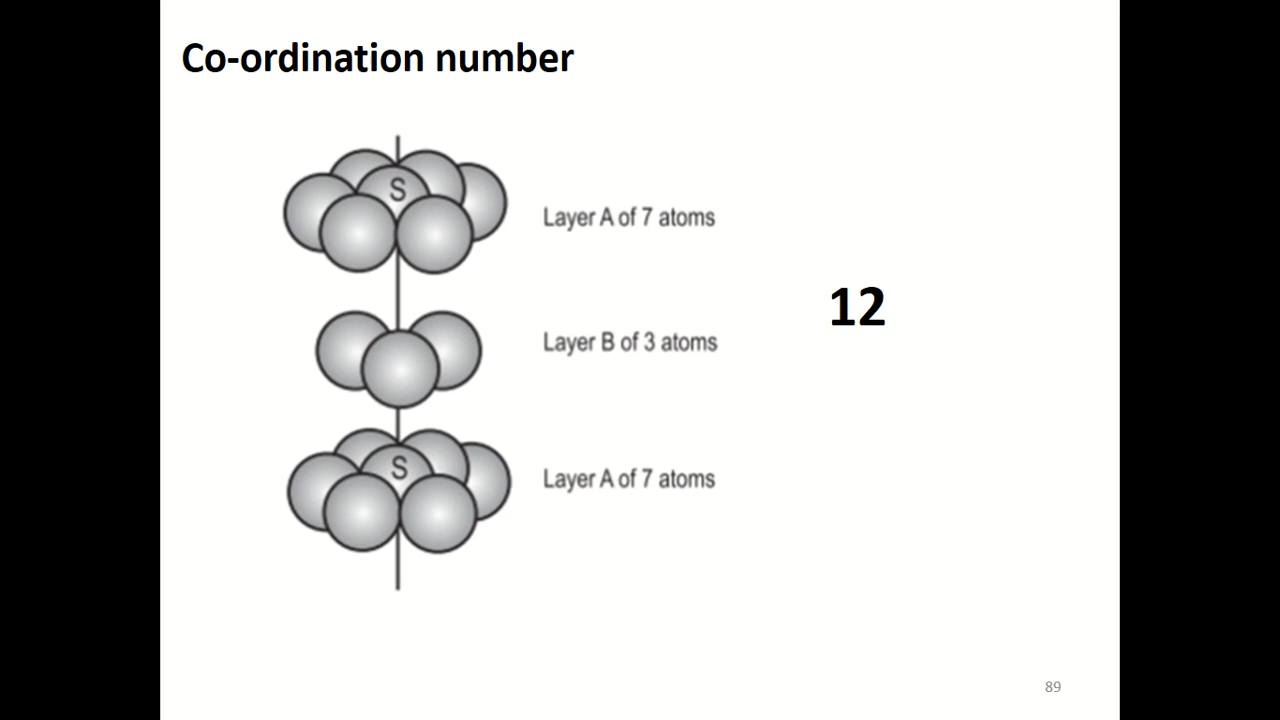 Co-ordination number
S
Layer A of 7 atoms
12
Layer B of 3 atoms
S
Layer A of 7 atoms
89